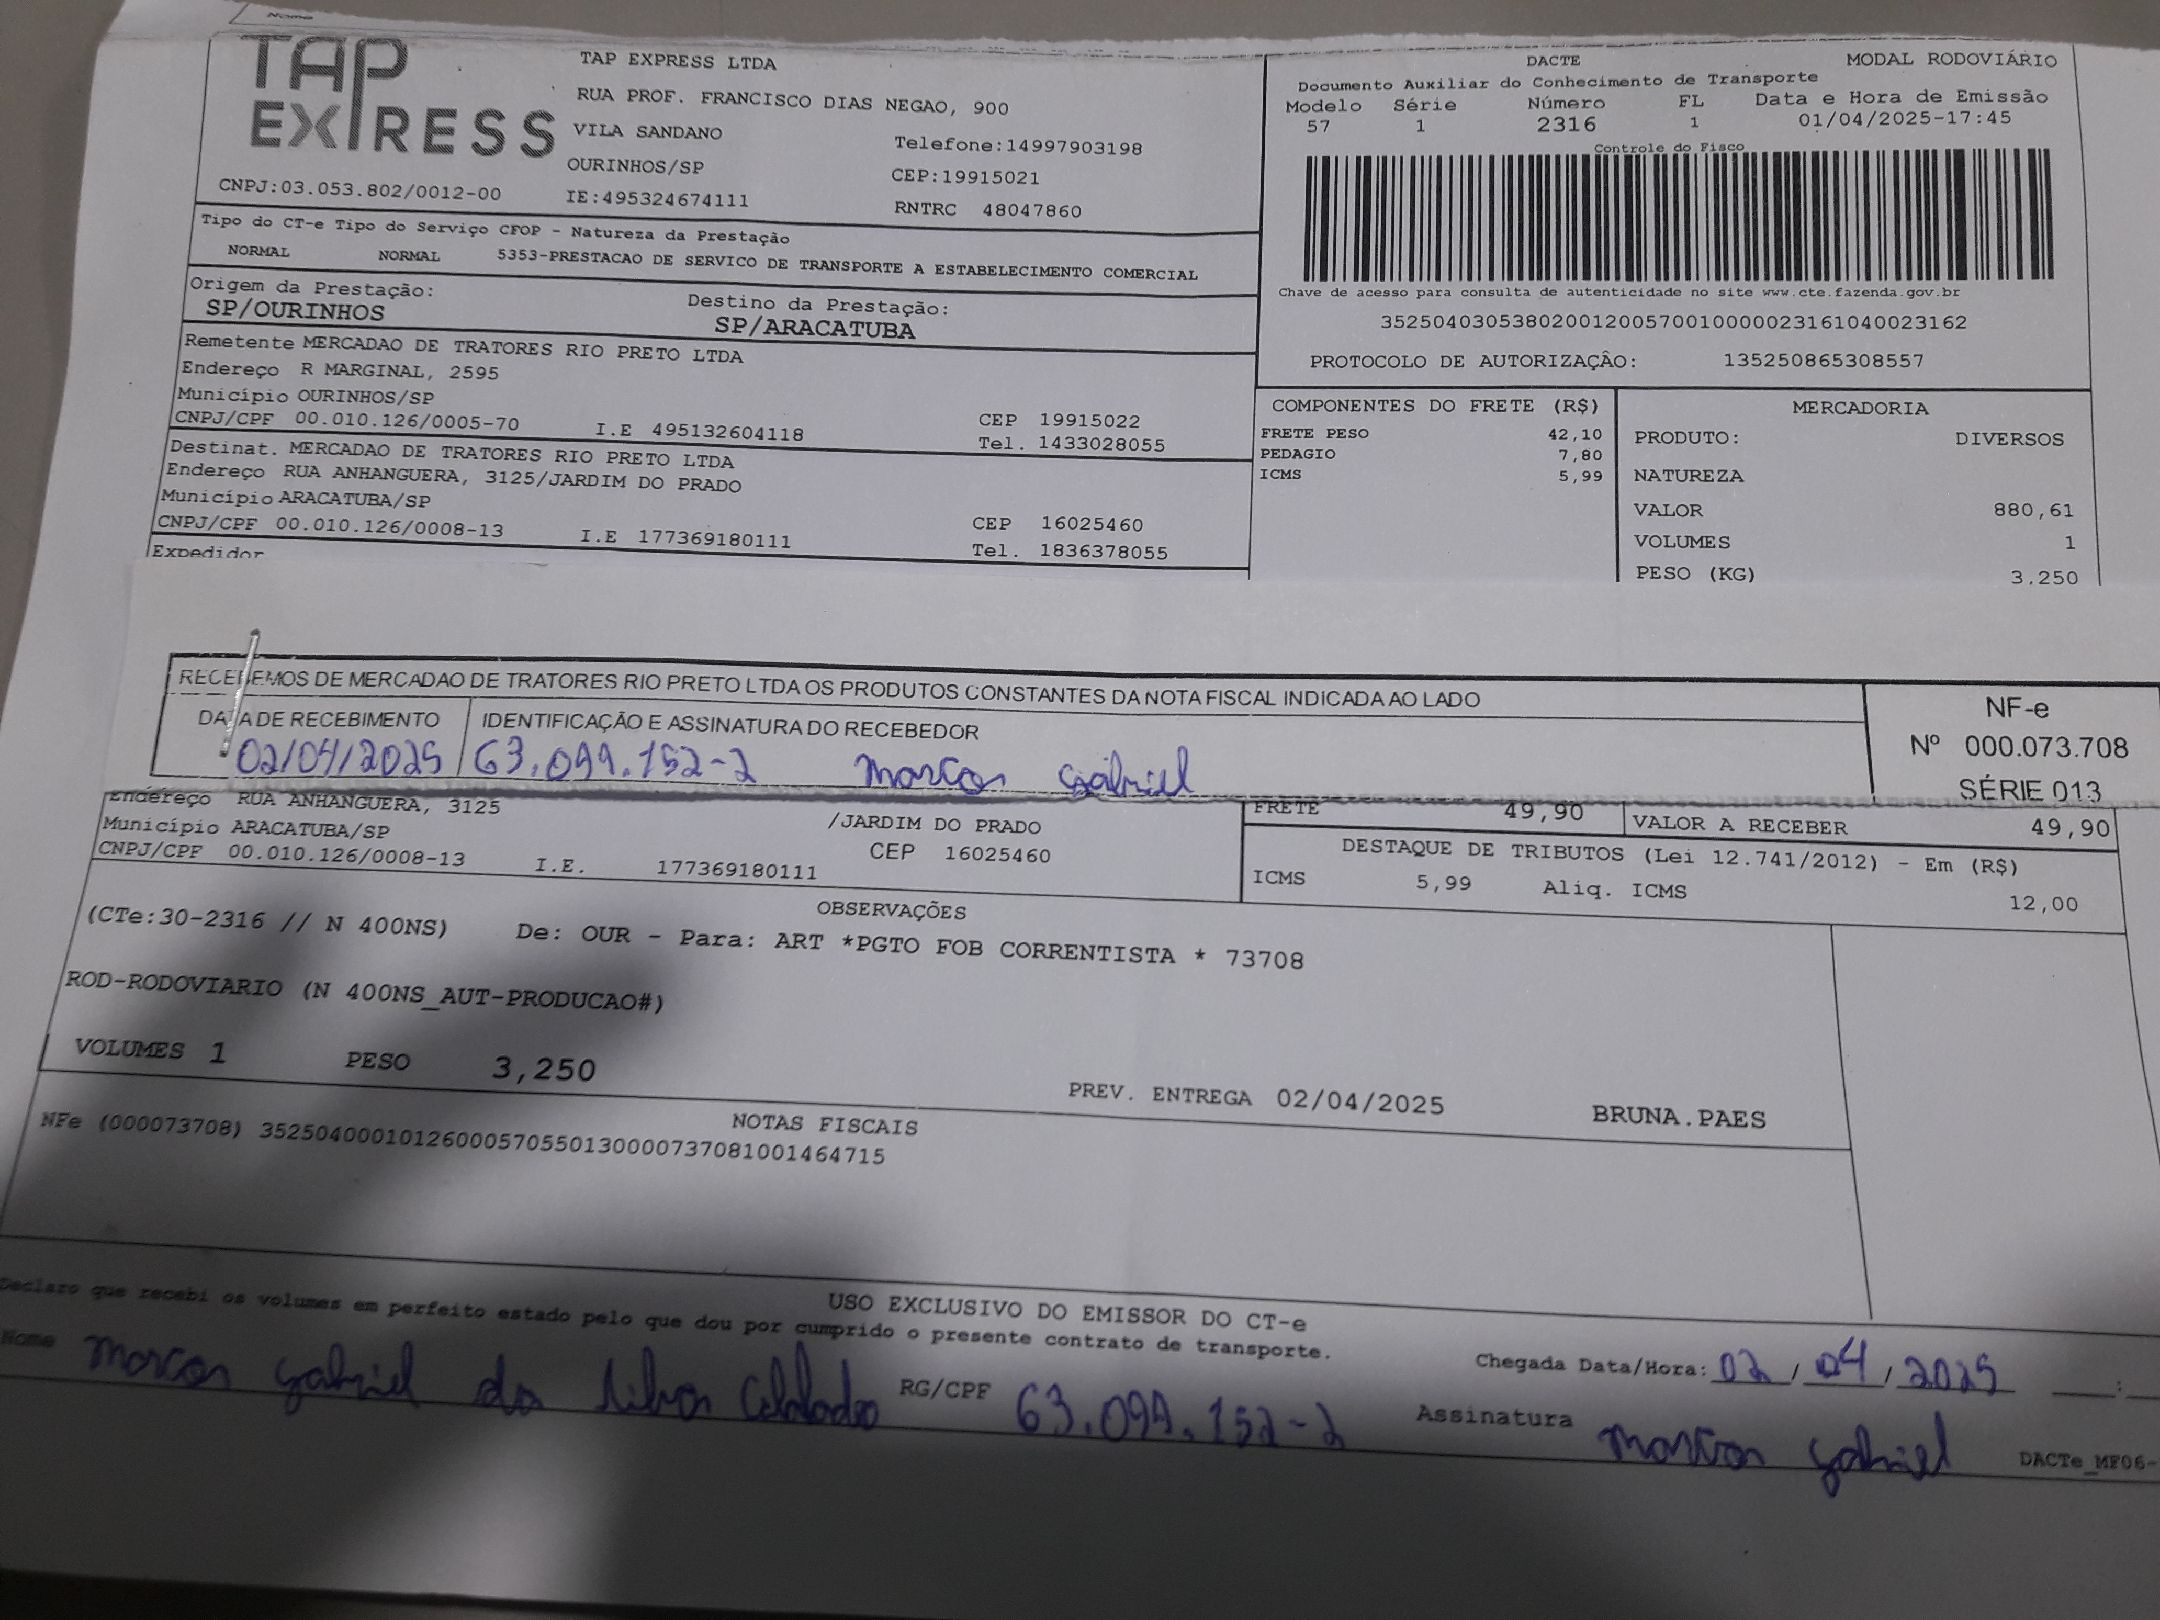 Nome
TAP EXPRESS
TAP EXPRESS LTDA
RUA PROF. FRANCISCO DIAS NEGAO, 900
VILA SANDANO
Telefone:14997903198
OURINHOS/SP
CEP:19915021
CNPJ:03.053.802/0012-00 IE:495324674111 RNTRC 48047860
DACTE MODAL RODOVIÁRIO
Documento Auxiliar do Conhecimento de Transporte
Modelo Série Número FL Data e Hora de Emissão
57 1 2316 1 01/04/2025-17:45
Controle do Fisco
Chave de acesso para consulta de autenticidade no site www.cte.fazenda.gov.br
35250403053802001200570010000023161040023162
PROTOCOLO DE AUTORIZAÇÃO: 135250865308557
Tipo do CT-e Tipo do Serviço CFOP - Natureza da Prestação
NORMAL NORMAL 5353-PRESTACAO DE SERVICO DE TRANSPORTE A ESTABELECIMENTO COMERCIAL
Origem da Prestação: Destino da Prestação:
SP/OURINHOS SP/ARACATUBA
Remetente MERCADAO DE TRATORES RIO PRETO LTDA
Endereço R MARGINAL, 2595
Município OURINHOS/SP
CNPJ/CPF 00.010.126/0005-70 I.E 495132604118 CEP 19915022
Tel. 1433028055
Destinat. MERCADAO DE TRATORES RIO PRETO LTDA
Endereço RUA ANHANGUERA, 3125/JARDIM DO PRADO
Município ARACATUBA/SP
CNPJ/CPF 00.010.126/0008-13 I.E 177369180111 CEP 16025460
Tel. 1836378055
Expedidor
COMPONENTES DO FRETE (R$)
FRETE PESO 42,10
PEDAGIO 7,80
ICMS 5,99
MERCADORIA
PRODUTO: DIVERSOS
NATUREZA
VALOR 880,61
VOLUMES 1
PESO (KG) 3,250
RECEBEMOS DE MERCADAO DE TRATORES RIO PRETO LTDA OS PRODUTOS CONSTANTES DA NOTA FISCAL INDICADA AO LADO
DATA DE RECEBIMENTO IDENTIFICAÇÃO E ASSINATURA DO RECEBEDOR
02/04/2025 63.099.152-2 Marcos Gabriel
NF-e
Nº 000.073.708
SÉRIE 013
Endereço RUA ANHANGUERA, 3125 /JARDIM DO PRADO
Município ARACATUBA/SP
CNPJ/CPF 00.010.126/0008-13 I.E. 177369180111 CEP 16025460
FRETE 49,90 VALOR A RECEBER 49,90
DESTAQUE DE TRIBUTOS (Lei 12.741/2012) - Em (R$)
ICMS 5,99 Aliq. ICMS 12,00
OBSERVAÇÕES
(CTe:30-2316 // N 400NS) De: OUR - Para: ART *PGTO FOB CORRENTISTA * 73708
ROD-RODOVIARIO (N 400NS_AUT-PRODUCAO#)
VOLUMES 1 PESO 3,250
PREV. ENTREGA 02/04/2025 BRUNA.PAES
NOTAS FISCAIS
NFe (000073708) 35250400010126000570550130000737081001464715
USO EXCLUSIVO DO EMISSOR DO CT-e
Declaro que recebi os volumes em perfeito estado pelo que dou por cumprido o presente contrato de transporte.
Chegada Data/Hora: 02/04/2025 __:
Nome Marcos Gabriel da Silva RG/CPF 63.099.152-2 Assinatura Marcos Gabriel
DACTe_MF06-